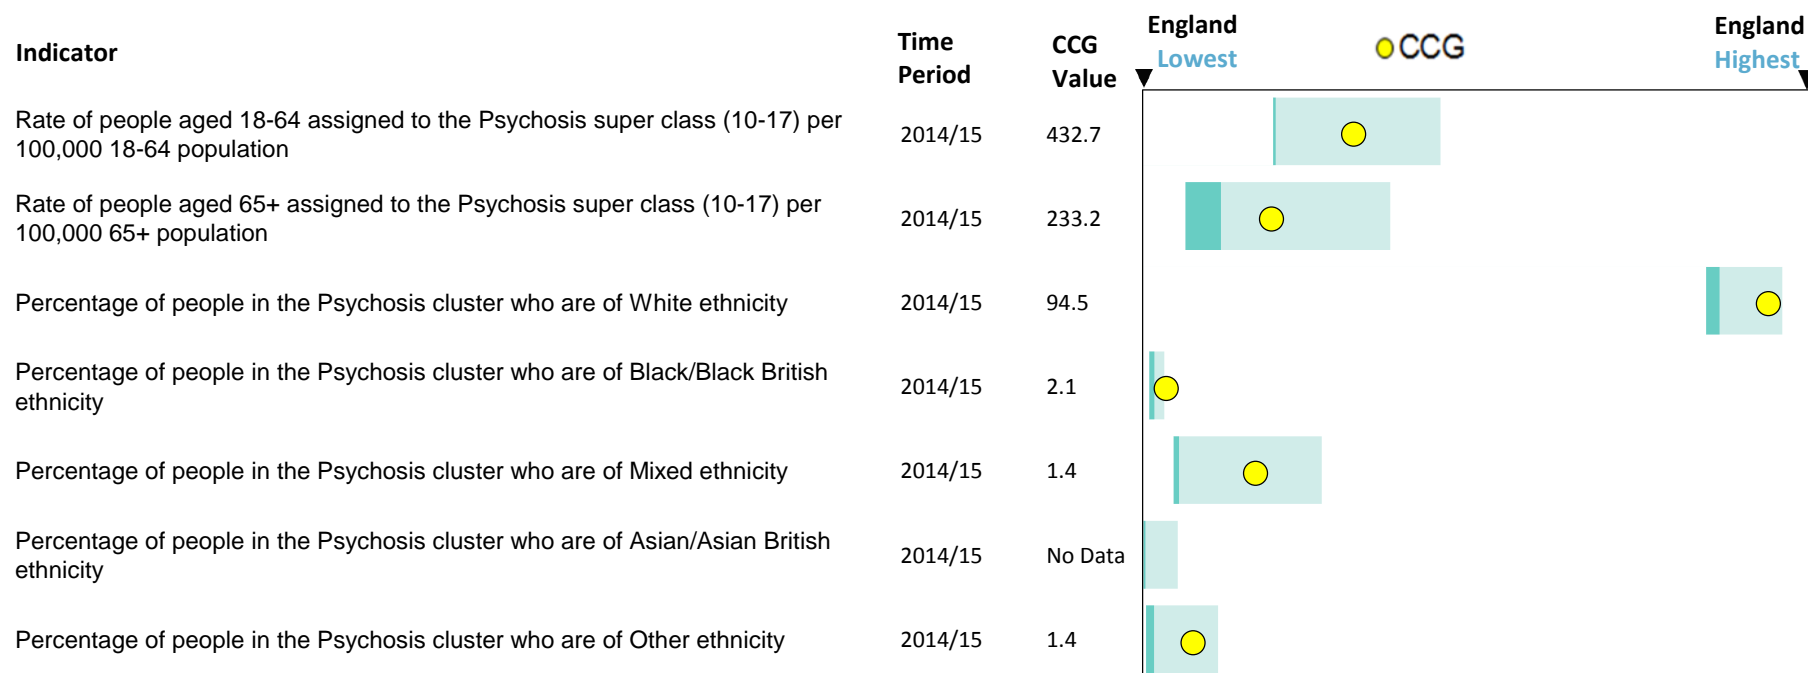 Indicator
Time Period
CCG Value
England Lowest
CCG
England Highest
Rate of people aged 18-64 assigned to the Psychosis super class (10-17) per
100,000 18-64 population
2014/15
432.7
Rate of people aged 65+ assigned to the Psychosis super class (10-17) per
100,000 65+ population
2014/15
233.2
Percentage of people in the Psychosis cluster who are of White ethnicity
2014/15
94.5
Percentage of people in the Psychosis cluster who are of Black/Black British
ethnicity
2014/15
2.1
Percentage of people in the Psychosis cluster who are of Mixed ethnicity
2014/15
1.4
Percentage of people in the Psychosis cluster who are of Asian/Asian British
ethnicity
2014/15
No Data
Percentage of people in the Psychosis cluster who are of Other ethnicity
2014/15
1.4